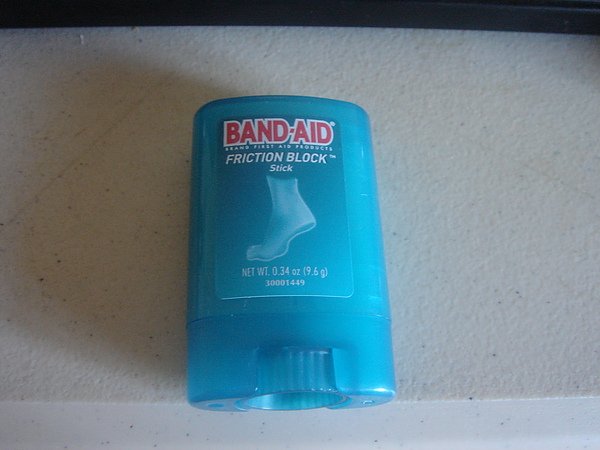 BAND-AID®
BRAND FIRST AID PRODUCTS
FRICTION BLOCK™
Stick
NET WT. 0.34 oz (9.6 g)
30001449